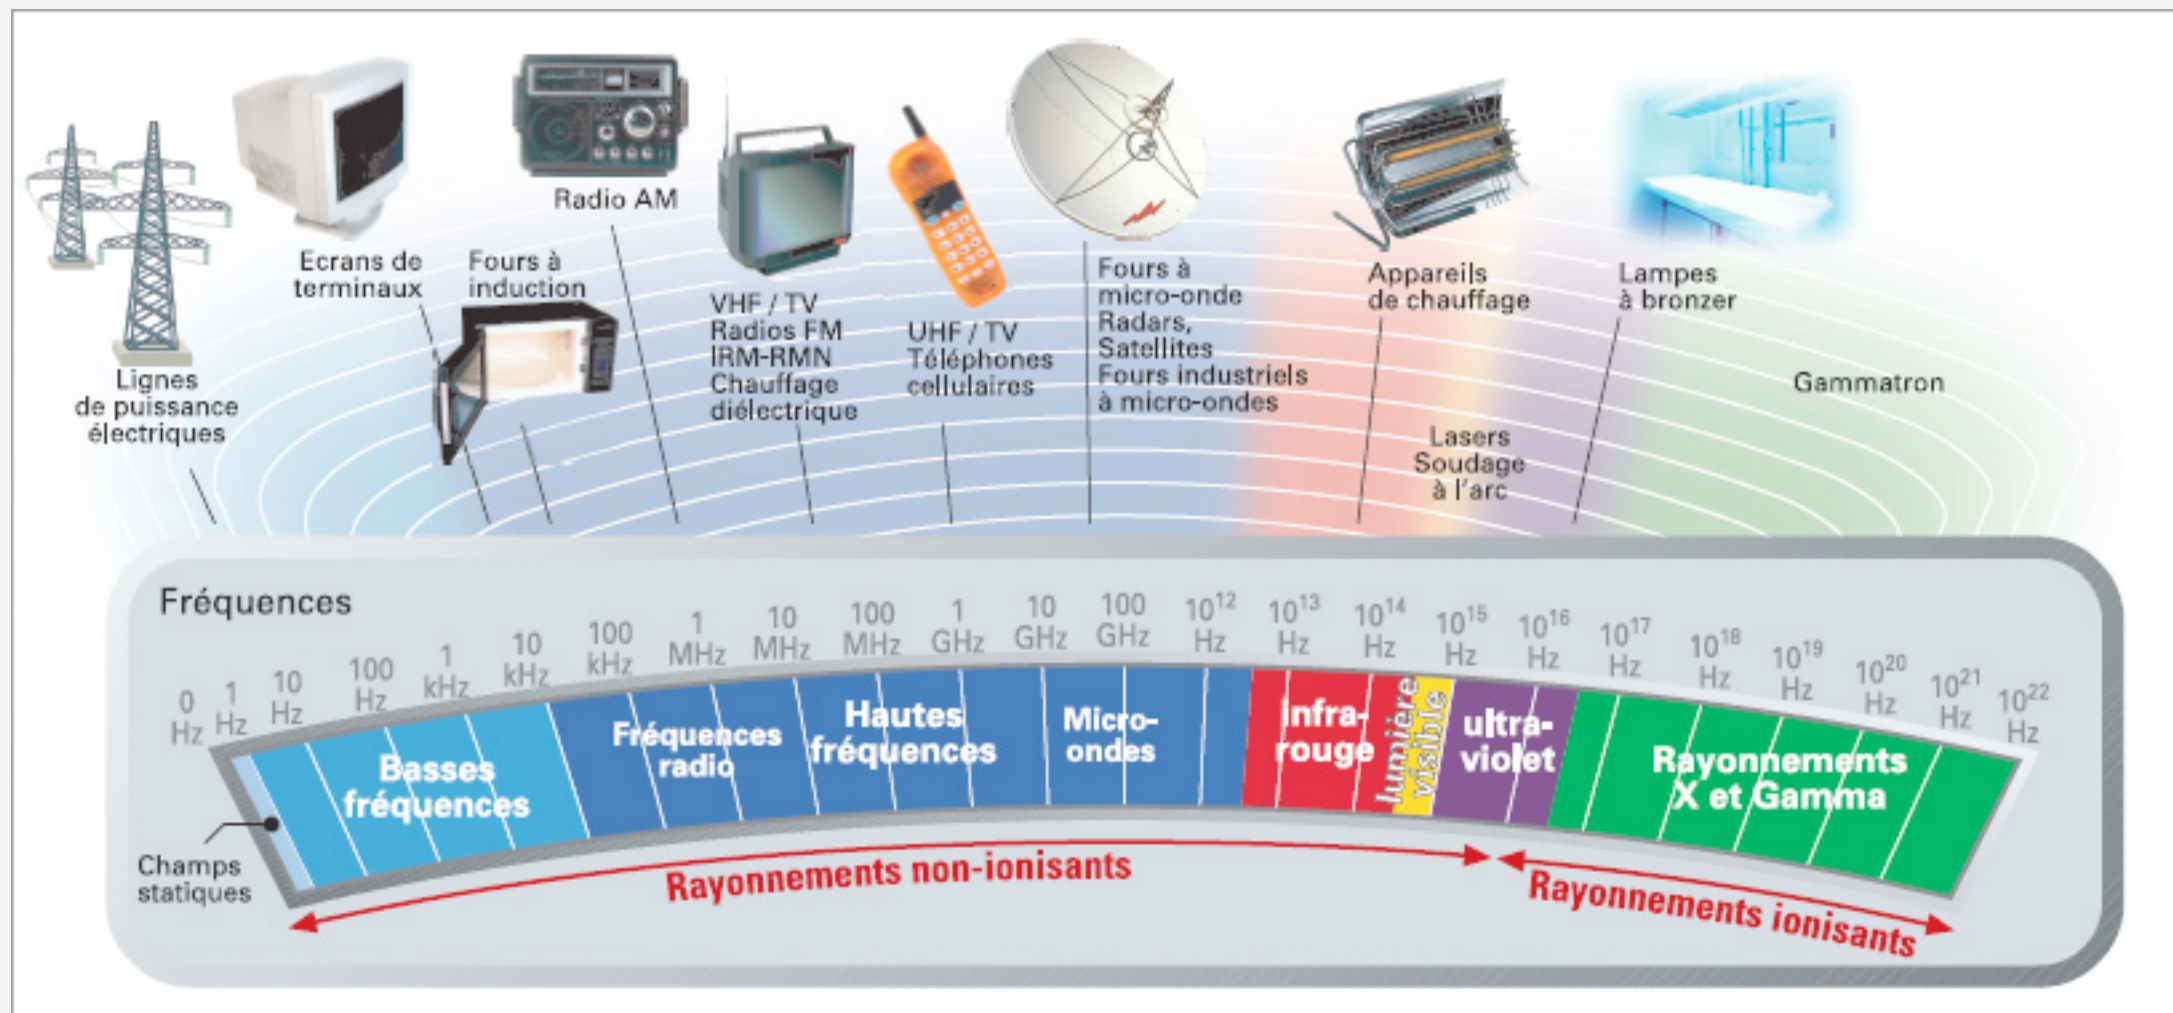 Radio AM
Ecrans de
terminaux
Fours à
induction
VHF / TV
Radios FM
IRM-RMN
Chauffage
diélectrique
UHF / TV
Téléphones
cellulaires
Fours à
micro-onde
Radars,
Satellites
Fours industriels
à micro-ondes
Appareils
de chauffage
Lampes
à bronzer
Lignes
de puissance
électriques
Gammatron
Lasers
Soudage
à l'arc
Fréquences
0
Hz
1
Hz
10
Hz
100
Hz
1
kHz
10
kHz
100
kHz
1
MHz
10
MHz
100
MHz
1
GHz
10
GHz
100
GHz
10¹²
Hz
10¹³
Hz
10¹⁴
Hz
10¹⁵
Hz
10¹⁶
Hz
10¹⁷
Hz
10¹⁸
Hz
10¹⁹
Hz
10²⁰
Hz
10²¹
Hz
10²²
Hz
Basses
fréquences
Fréquences
radio
Hautes
fréquences
Micro-
ondes
infra-
rouge
lumière
visible
ultra-
violet
Rayonnements
X et Gamma
Champs
statiques
Rayonnements non-ionisants
Rayonnements ionisants